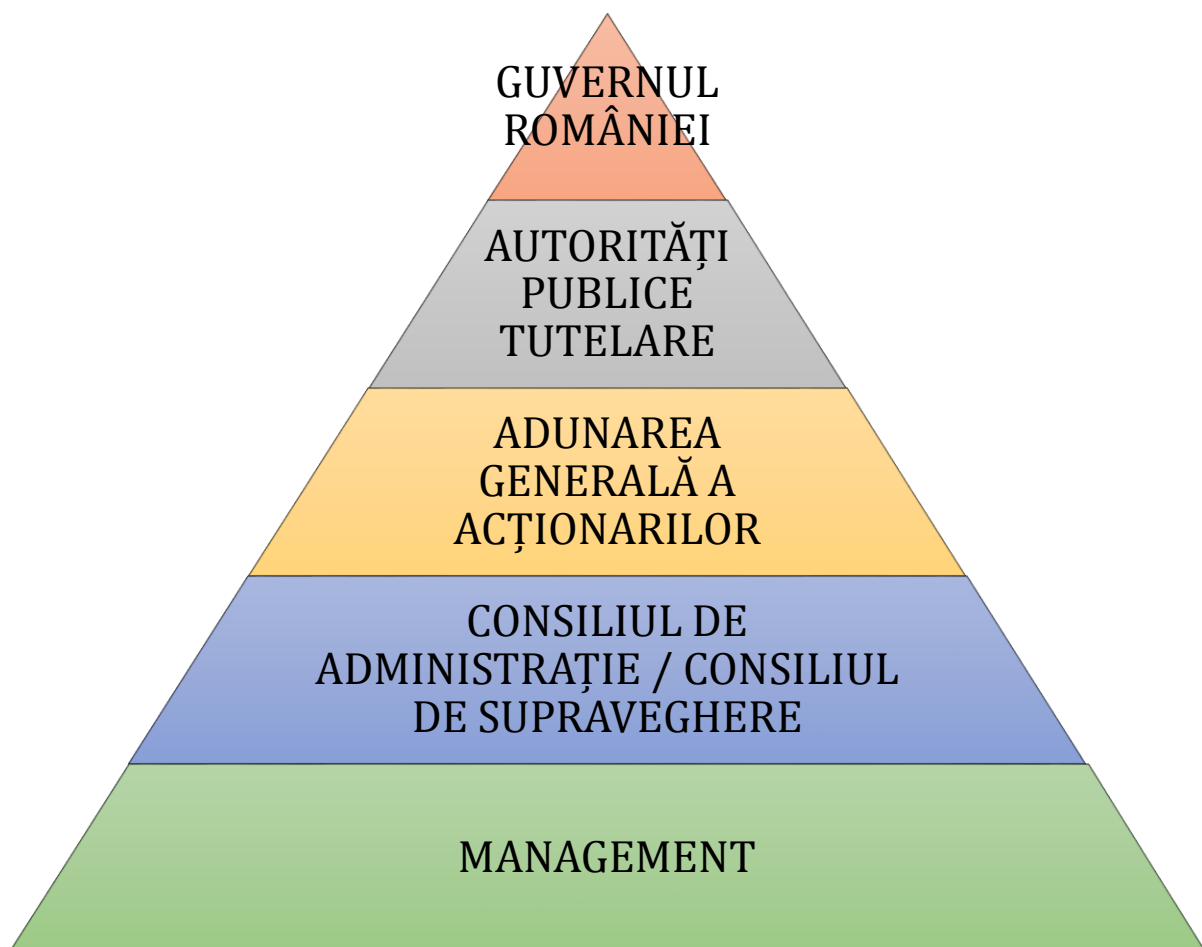 GUVERNUL
ROMÂNIEI
AUTORITĂȚI
PUBLICE
TUTELARE
ADUNAREA
GENERALĂ A
ACȚIONARILOR
CONSILIUL DE
ADMINISTRAȚIE / CONSILIUL
DE SUPRAVEGHERE
MANAGEMENT